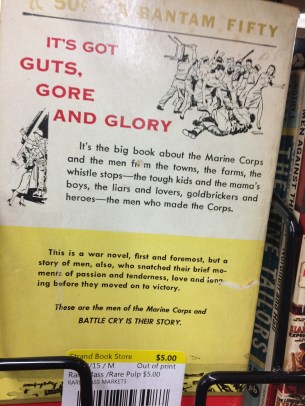 BANTAM FIFTY
IT'S GOT
GUTS,
GORE
AND GLORY
It's the big book about the Marine Corps
and the men from the towns, the farms, the
whistle stops—the tough kids and the mama's
boys, the liars and lovers, goldbrickers and
heroes—the men who made the Corps.
This is a war novel, first and foremost, but a
story of men, also, who snatched their brief mo-
ments of passion and tenderness, love and long-
ing before they moved on to victory.
These are the men of the Marine Corps and
BATTLE CRY IS THEIR STORY.
Strand Book Store $5.00
/15 / M Out of print
Mass /Rare Pulp $5.00
MASS MARKETS